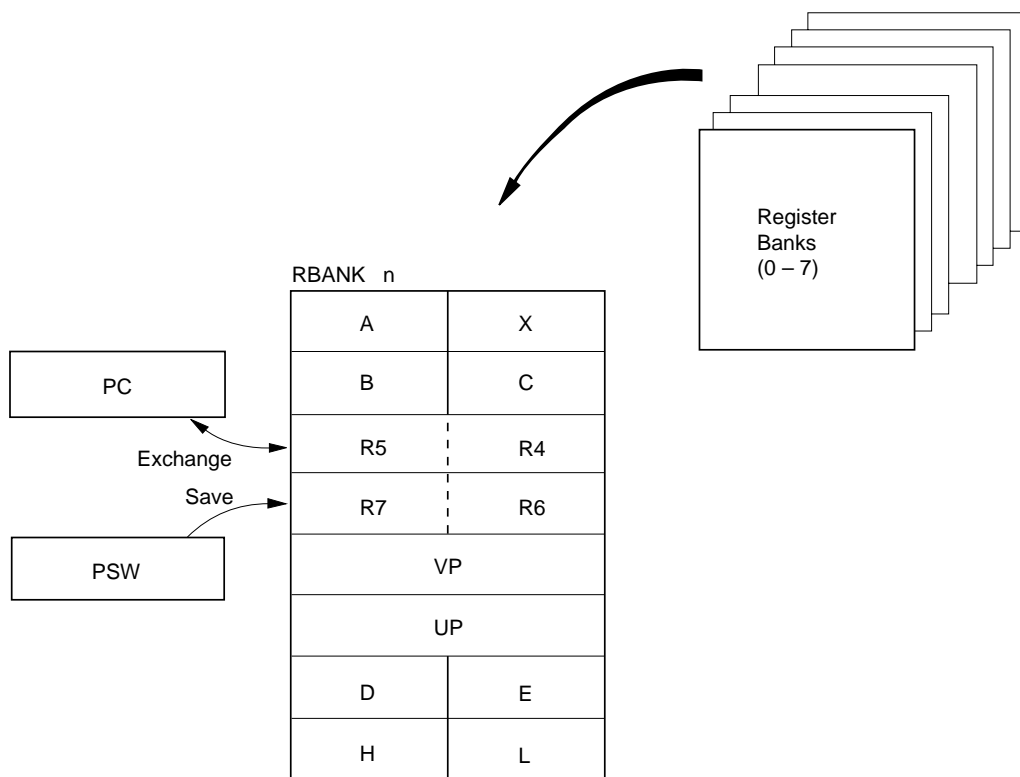 Register
Banks
(0 – 7)
RBANK n
A X
PC
B C
Exchange
R5 R4
Save
R7 R6
PSW
VP
UP
D E
H L